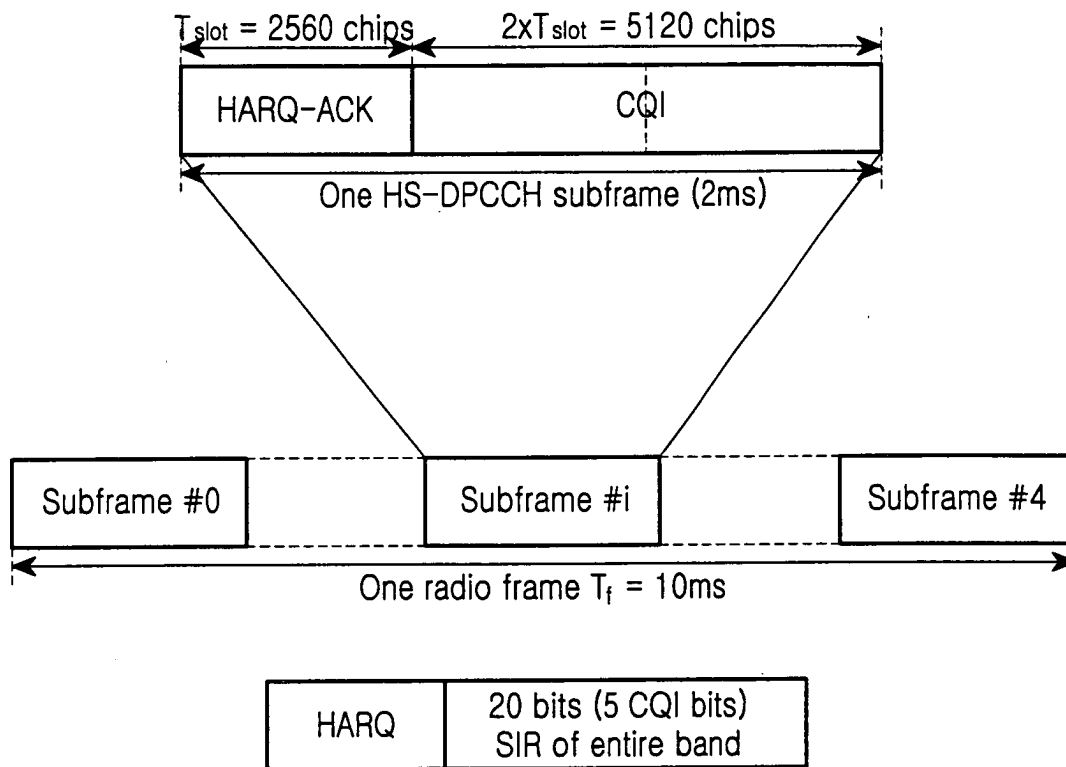 Tslot = 2560 chips
2xTslot = 5120 chips
HARQ-ACK
CQI
One HS-DPCCH subframe (2ms)
Subframe #0
Subframe #i
Subframe #4
One radio frame Tf = 10ms
HARQ
20 bits (5 CQI bits)
SIR of entire band